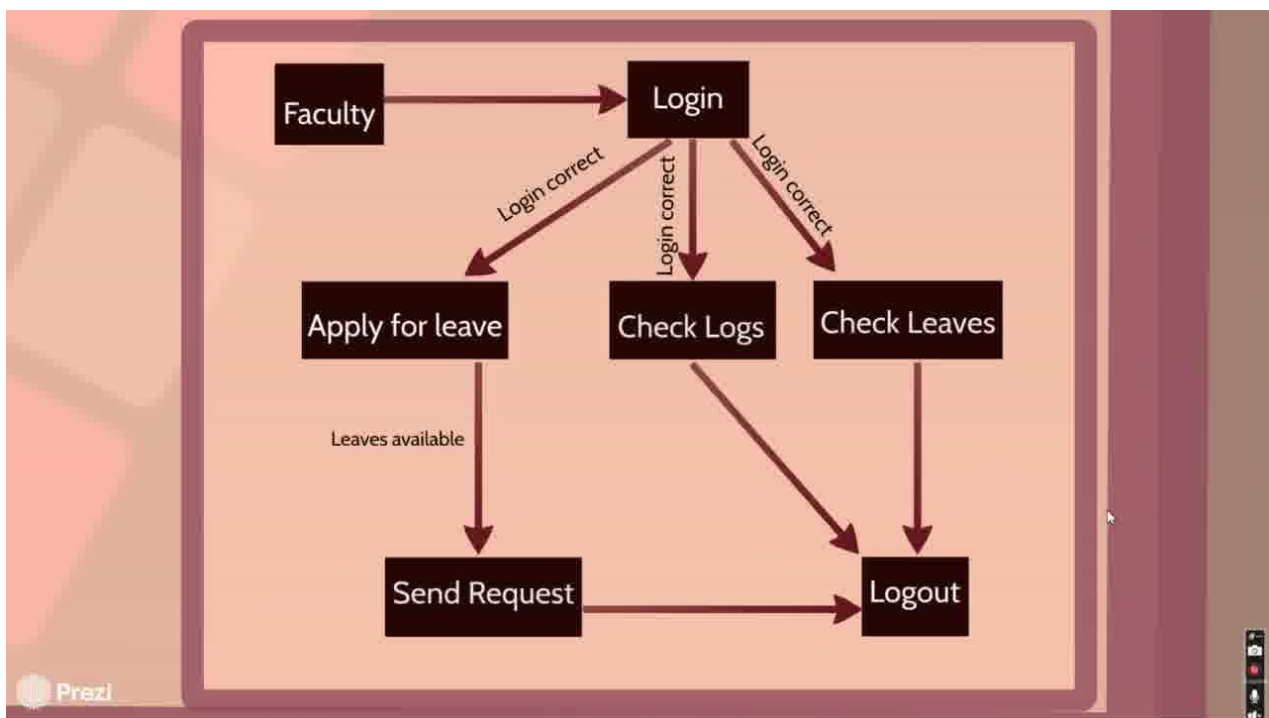 Faculty
Login
Login correct
Login correct
Login correct
Apply for leave
Check Logs
Check Leaves
Leaves available
Send Request
Logout
Prezi